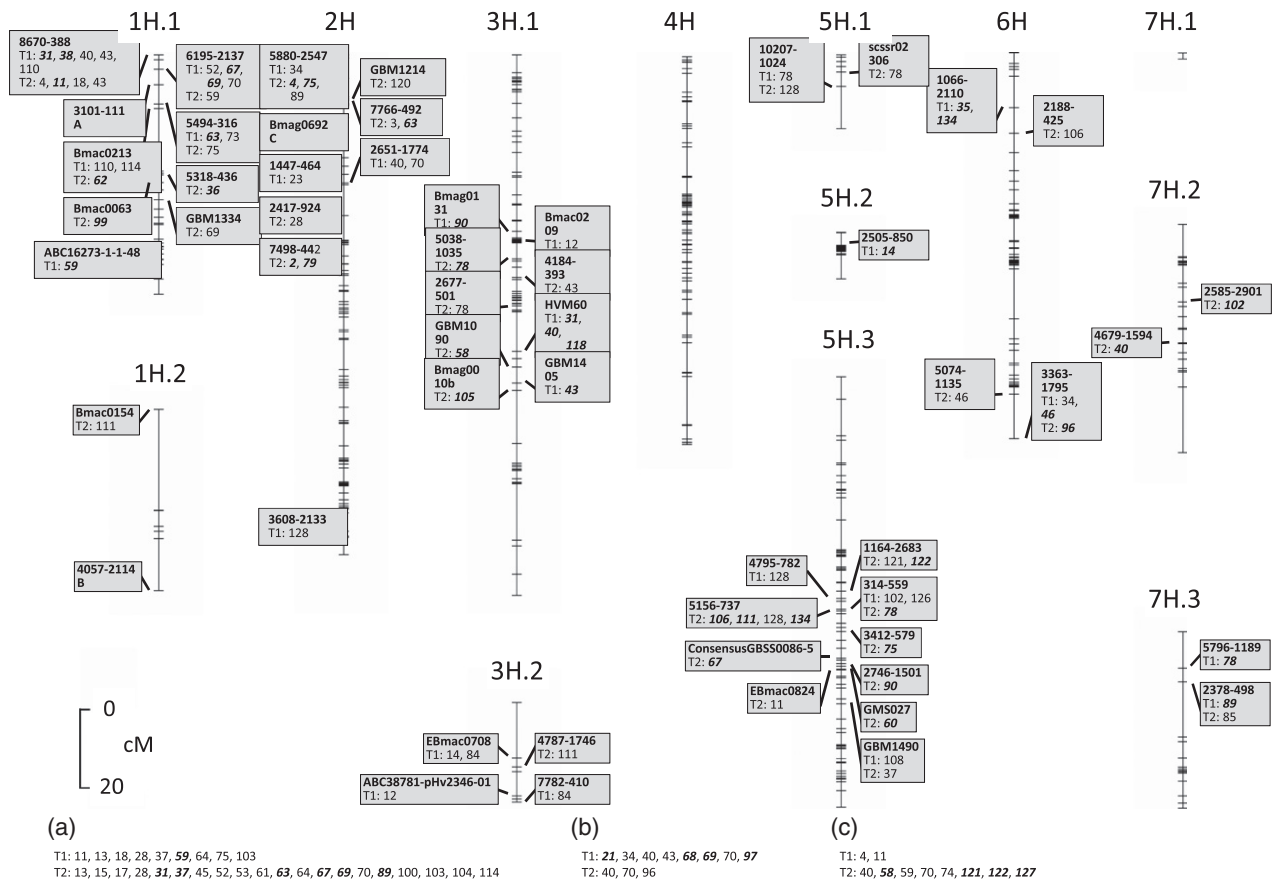 1H.1
2H
3H.1
4H
5H.1
6H
7H.1
8670-388
T1: 31, 38, 40, 43,
110
T2: 4, 11, 18, 43
6195-2137
T1: 52, 67,
69, 70
T2: 59
5880-2547
T1: 34
T2: 4, 75,
89
GBM1214
T2: 120
3101-111
A
7766-492
T2: 3, 63
5494-316
T1: 63, 73
T2: 75
Bmag0692
C
2651-1774
T1: 40, 70
Bmac0213
T1: 110, 114
T2: 62
5318-436
T2: 36
1447-464
T1: 23
Bmac0063
T2: 99
GBM1334
T2: 69
2417-924
T2: 28
ABC16273-1-1-48
T1: 59
7498-442
T2: 2, 79
Bmag01
31
T1: 90
Bmac02
09
T1: 12
5038-
1035
T2: 78
4184-
393
T2: 43
2677-
501
T2: 78
HVM60
T1: 31,
40,
118
GBM10
90
T2: 58
GBM14
05
T1: 43
Bmag00
10b
T2: 105
10207-
1024
T1: 78
T2: 128
scssr02
306
T2: 78
1066-
2110
T1: 35,
134
2188-
425
T2: 106
5H.2
7H.2
2505-850
T1: 14
2585-2901
T2: 102
4679-1594
T2: 40
5H.3
5074-
1135
T2: 46
3363-
1795
T1: 34,
46
T2: 96
1H.2
Bmac0154
T2: 111
4057-2114
B
3608-2133
T1: 128
4795-782
T1: 128
1164-2683
T2: 121, 122
5156-737
T2: 106, 111, 128, 134
314-559
T1: 102, 126
T2: 78
3412-579
T2: 75
ConsensusGBSS0086-5
T2: 67
2746-1501
T2: 90
EBmac0824
T2: 11
GMS027
T2: 60
GBM1490
T1: 108
T2: 37
7H.3
5796-1189
T1: 78
2378-498
T1: 89
T2: 85
3H.2
EBmac0708
T1: 14, 84
4787-1746
T2: 111
ABC38781-pHv2346-01
T1: 12
7782-410
T1: 84
0
cM
20
(a)
T1: 11, 13, 18, 28, 37, 59, 64, 75, 103
T2: 13, 15, 17, 28, 31, 37, 45, 52, 53, 61, 63, 64, 67, 69, 70, 89, 100, 103, 104, 114
(b)
T1: 21, 34, 40, 43, 68, 69, 70, 97
T2: 40, 70, 96
(c)
T1: 4, 11
T2: 40, 58, 59, 70, 74, 121, 122, 127